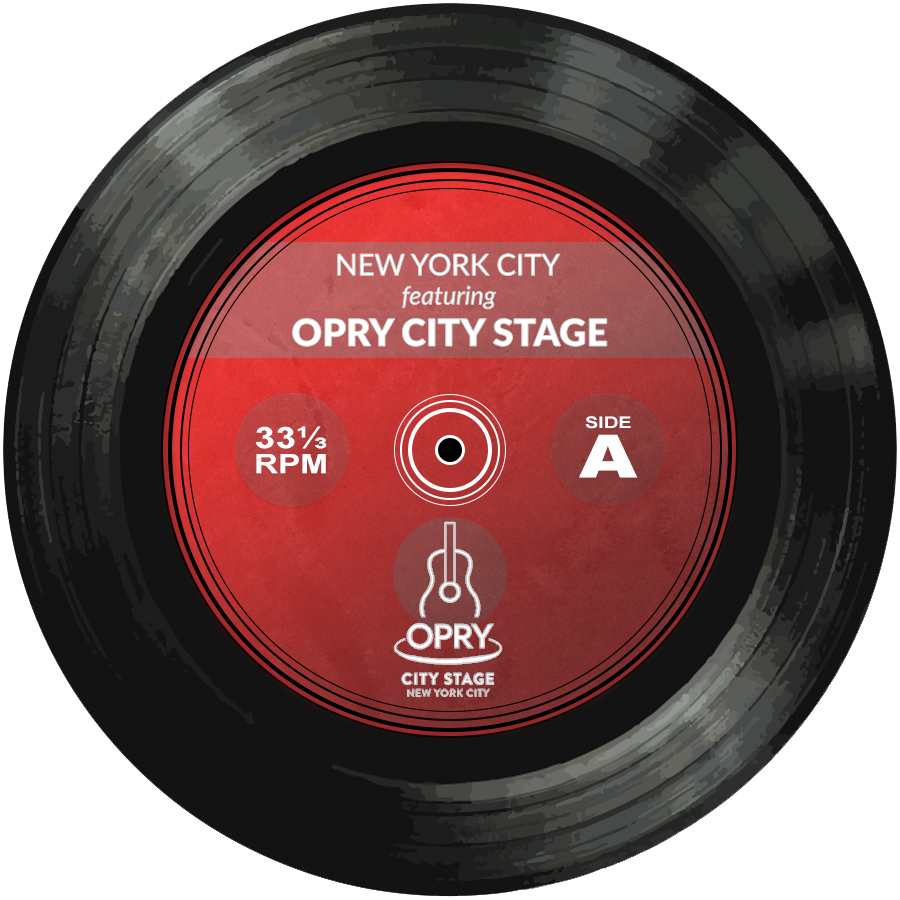 NEW YORK CITY
featuring
OPRY CITY STAGE
33⅓
RPM
SIDE
A
OPRY
CITY STAGE
NEW YORK CITY